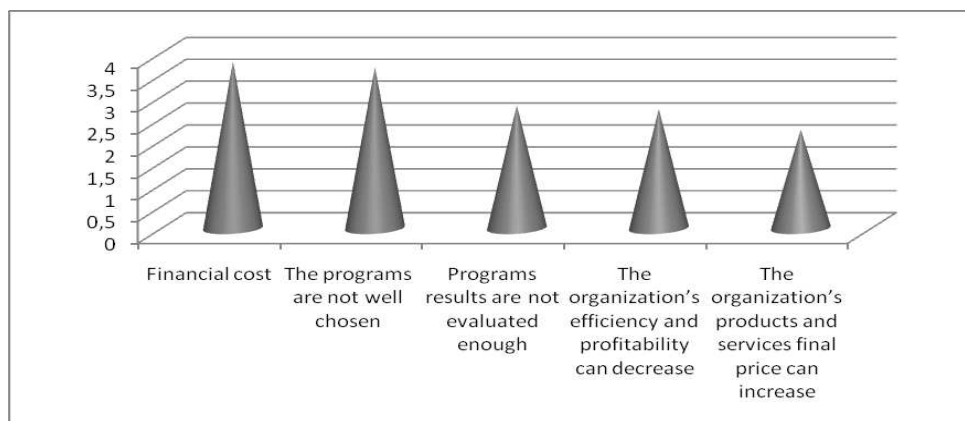 4
3,5
3
2,5
2
1,5
1
0,5
0
Financial cost
The programs
are not well
chosen
Programs
results are not
evaluated
enough
The
organization’s
efficiency and
profitability
can decrease
The
organization’s
products and
services final
price can
increase